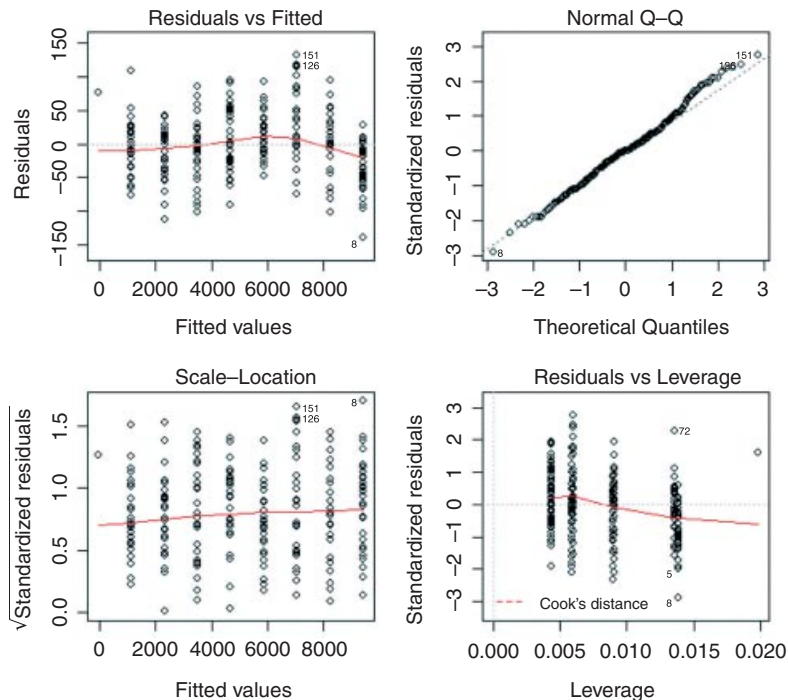 Residuals vs Fitted
Residuals
150
50
0
−50
−150
151
126
8
0 2000 4000 6000 8000
Fitted values
Normal Q–Q
Standardized residuals
3
2
1
0
−1
−2
−3
151
8
−3 −2 −1 0 1 2 3
Theoretical Quantiles
Scale–Location
√Standardized residuals
1.5
1.0
0.5
0.0
151
126
8
0 2000 4000 6000 8000
Fitted values
Residuals vs Leverage
Standardized residuals
3
2
1
0
−1
−2
−3
72
5
8
Cook's distance
0.000 0.005 0.010 0.015 0.020
Leverage